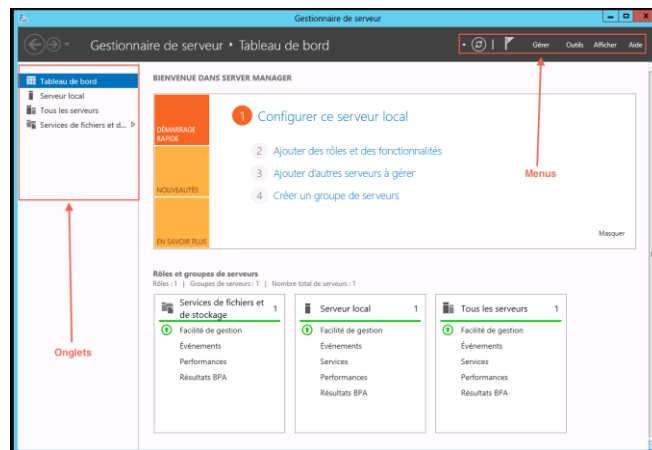 Gestionnaire de serveur
Gestionnaire de serveur • Tableau de bord
Gérer Outils Afficher Aide
Tableau de bord
Serveur local
Tous les serveurs
Services de fichiers et d...
Onglets
BIENVENUE DANS SERVER MANAGER
DÉMARRAGE RAPIDE
NOUVEAUTÉS
EN SAVOIR PLUS
1 Configurer ce serveur local
2 Ajouter des rôles et des fonctionnalités
3 Ajouter d'autres serveurs à gérer
4 Créer un groupe de serveurs
Menus
Masquer
Rôles et groupes de serveurs
Rôles : 1 | Groupes de serveurs : 1 | Nombre total de serveurs : 1
Services de fichiers et de stockage 1
Facilité de gestion
Événements
Performances
Résultats BPA
Serveur local 1
Facilité de gestion
Événements
Services
Performances
Résultats BPA
Tous les serveurs 1
Facilité de gestion
Événements
Services
Performances
Résultats BPA